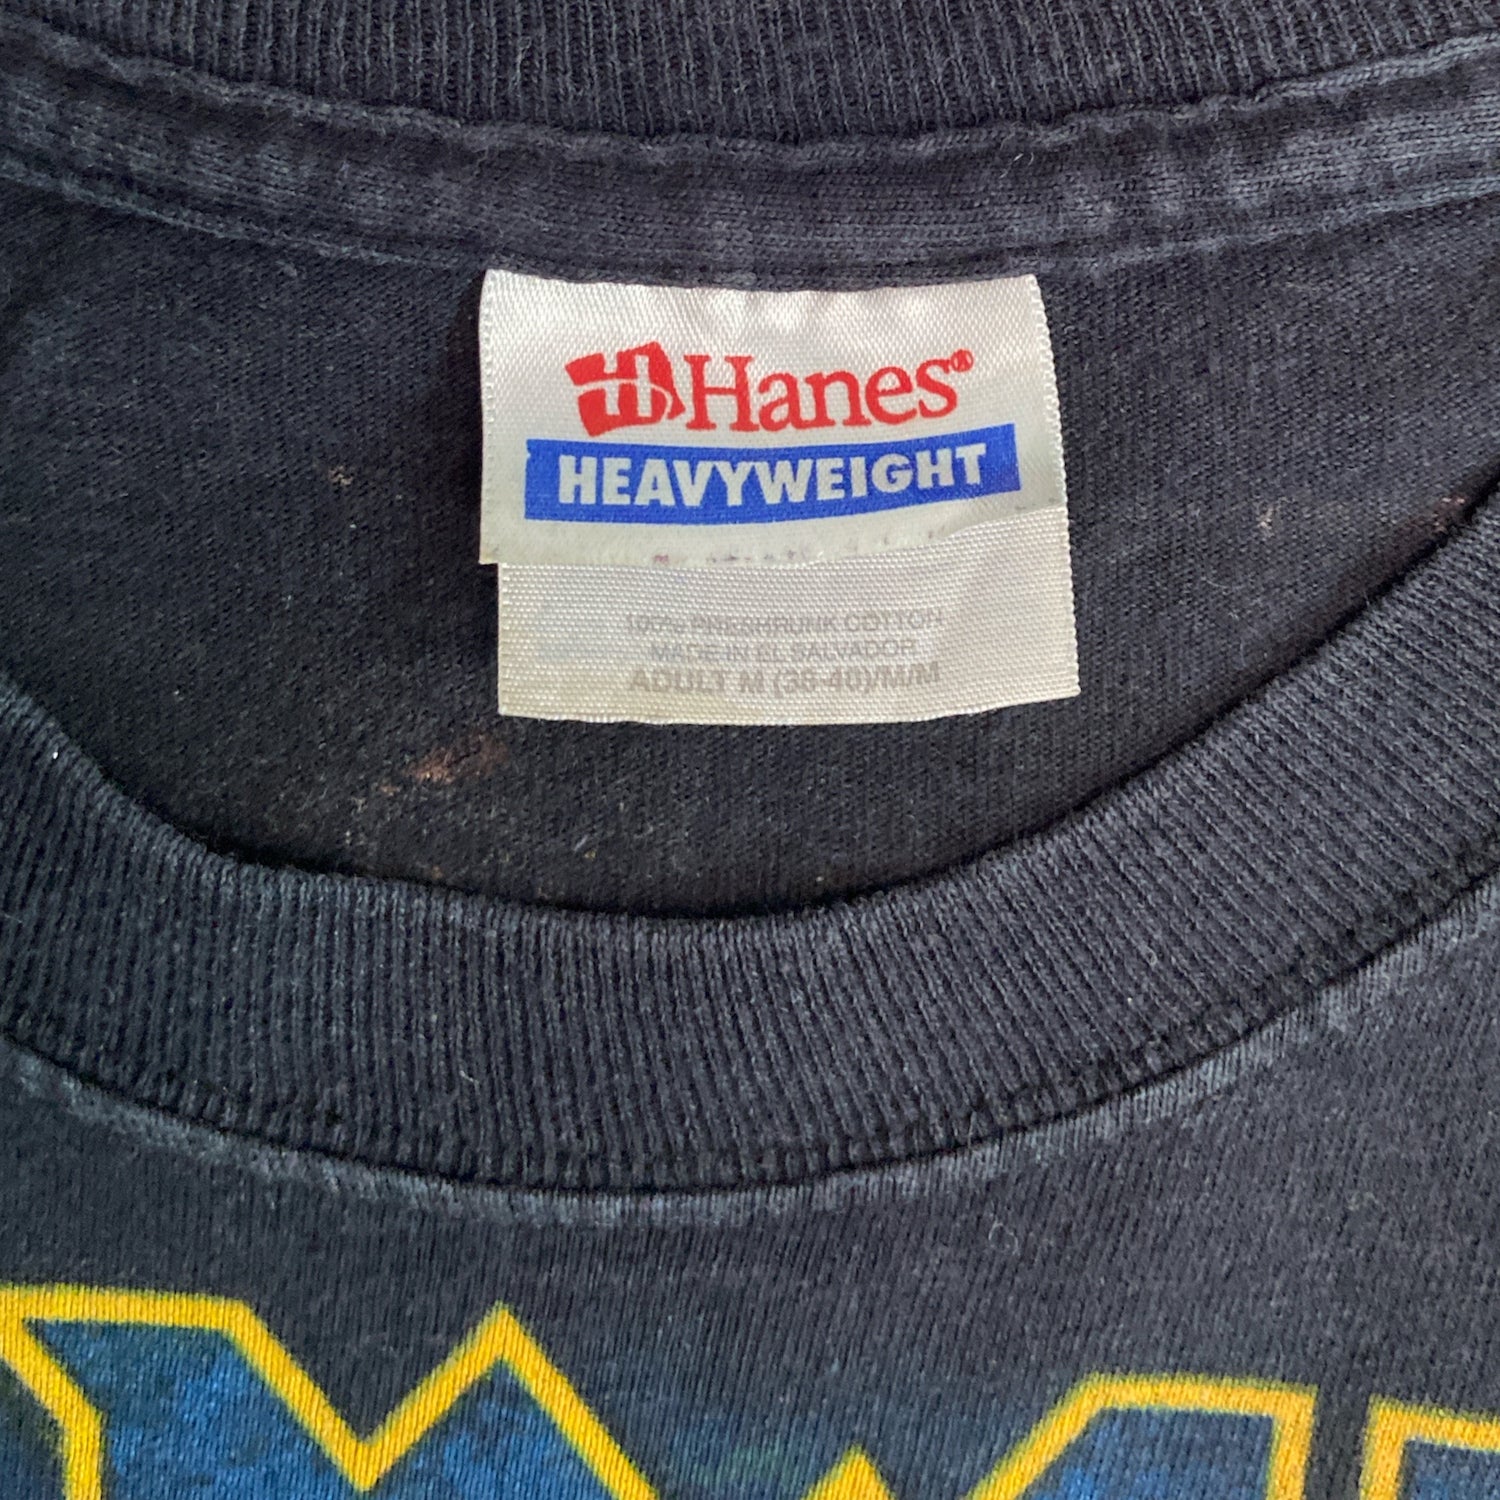 Hanes®
HEAVYWEIGHT
100% PRESHRUNK COTTON
MADE IN EL SALVADOR
ADULT M (38-40)/M/M